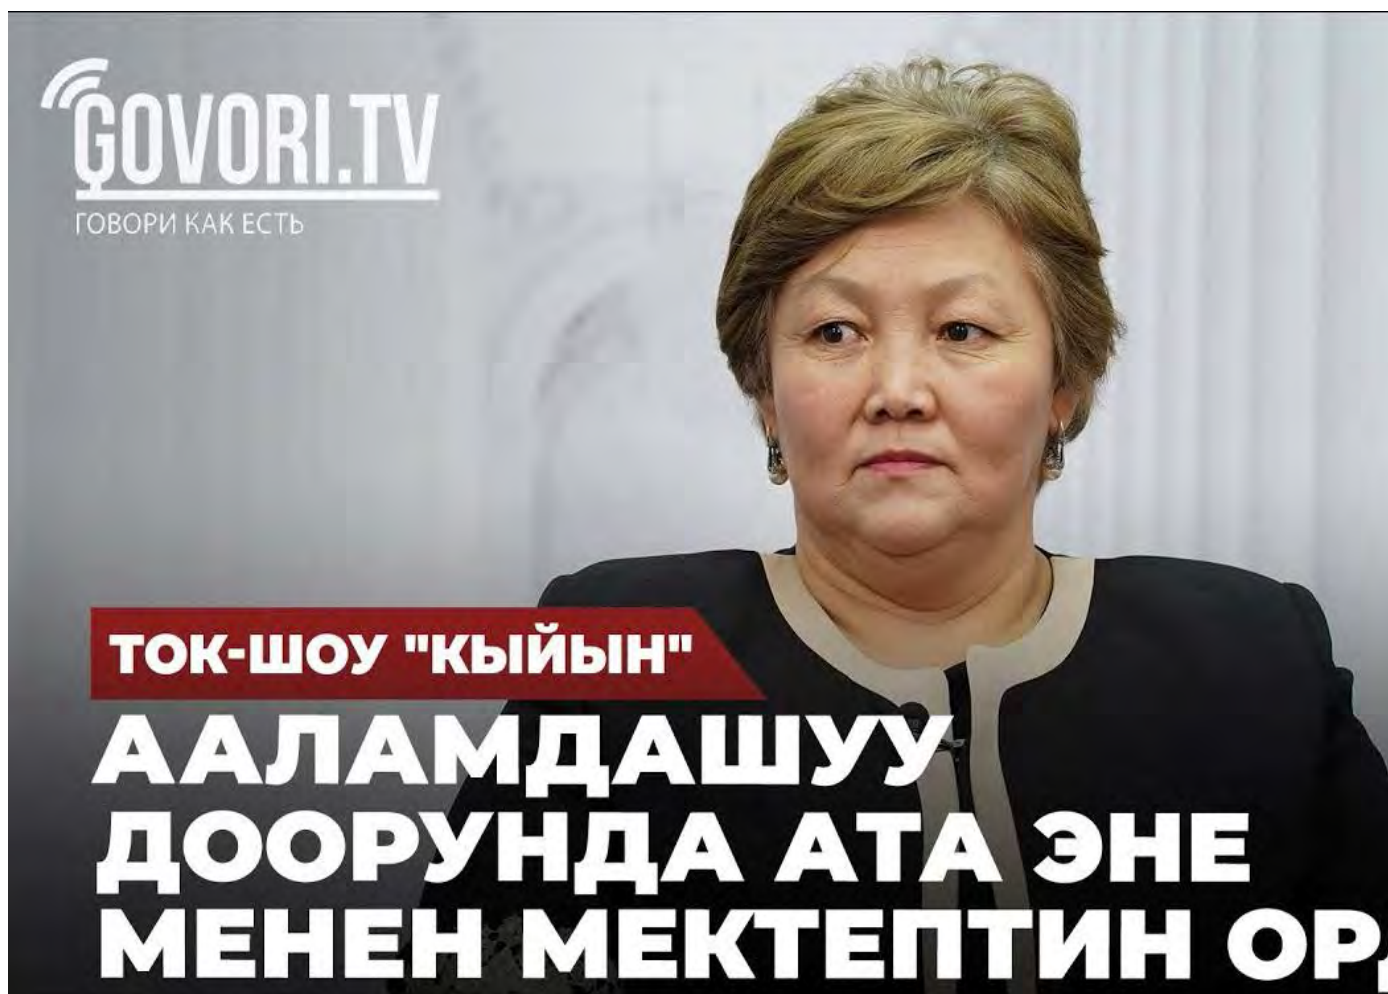 GOVORI.TV
ГОВОРИ КАК ЕСТЬ
ТОК-ШОУ "КЫЙЫН"
ААЛАМДАШУУ
ДООРУНДА АТА ЭНЕ
МЕНЕН МЕКТЕПТИН